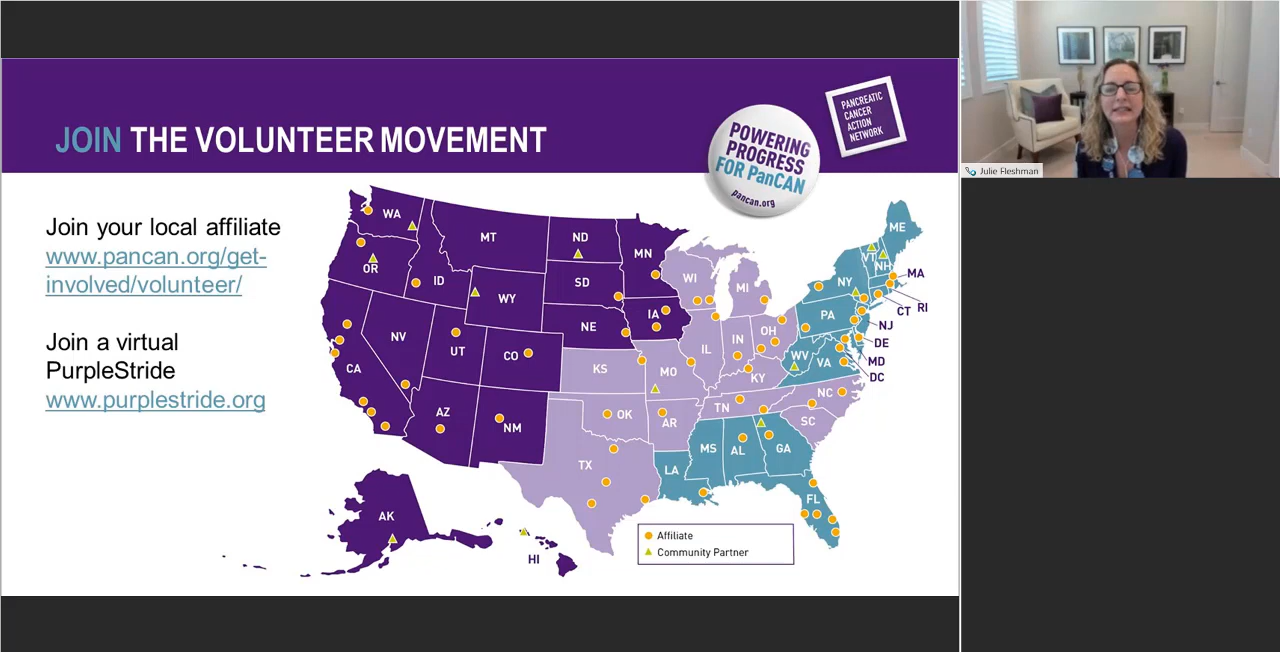 JOIN THE VOLUNTEER MOVEMENT
POWERING
PROGRESS
FOR PanCAN
pancan.org
PANCREATIC
CANCER
ACTION
NETWORK
Julie Fleshman
Join your local affiliate
www.pancan.org/get-
involved/volunteer/
Join a virtual
PurpleStride
www.purplestride.org
WA
OR
ID
MT
WY
ND
SD
NE
MN
IA
CA
NV
UT
CO
AZ
NM
AK
HI
WI
MI
IL
IN
OH
KY
KS
MO
OK
AR
TX
TN
NC
SC
ME
VT
NH
MA
RI
CT
NY
PA
NJ
DE
MD
DC
WV
VA
MS
AL
GA
LA
FL
Affiliate
Community Partner